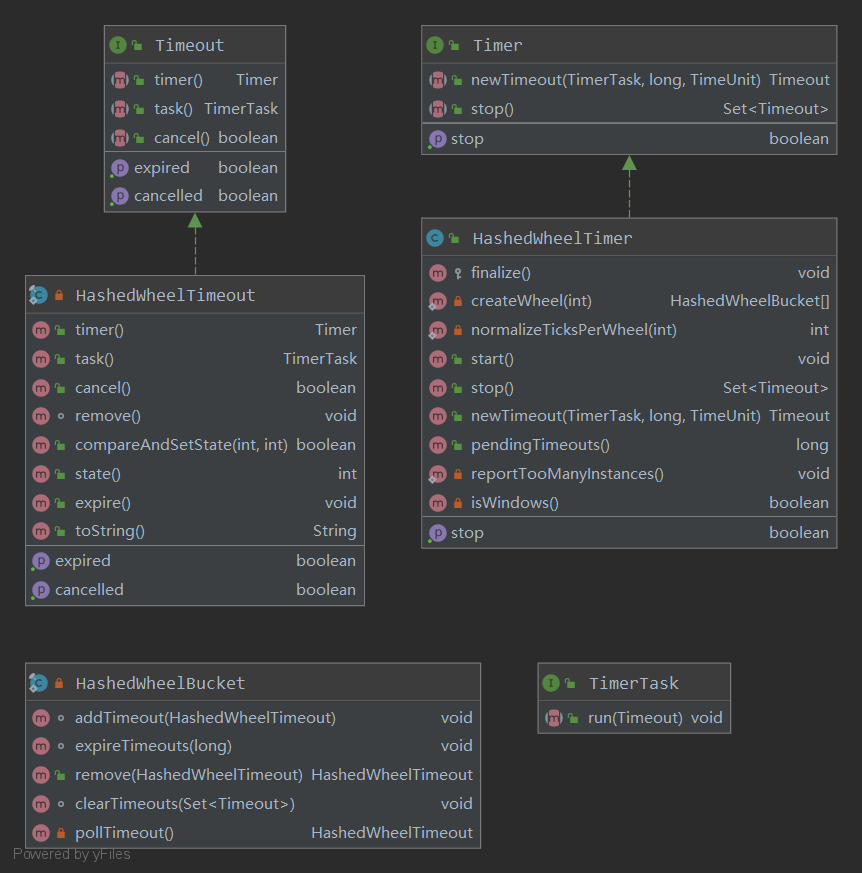 Timeout
timer() Timer
task() TimerTask
cancel() boolean
expired boolean
cancelled boolean
Timer
newTimeout(TimerTask, long, TimeUnit) Timeout
stop() Set<Timeout>
stop boolean
HashedWheelTimeout
timer() Timer
task() TimerTask
cancel() boolean
remove() void
compareAndSetState(int, int) boolean
state() int
expire() void
toString() String
expired boolean
cancelled boolean
HashedWheelTimer
finalize() void
createWheel(int) HashedWheelBucket[]
normalizeTicksPerWheel(int) int
start() void
stop() Set<Timeout>
newTimeout(TimerTask, long, TimeUnit) Timeout
pendingTimeouts() long
reportTooManyInstances() void
isWindows() boolean
stop boolean
HashedWheelBucket
addTimeout(HashedWheelTimeout) void
expireTimeouts(long) void
remove(HashedWheelTimeout) HashedWheelTimeout
clearTimeouts(Set<Timeout>) void
pollTimeout() HashedWheelTimeout
TimerTask
run(Timeout) void
Powered by yFiles